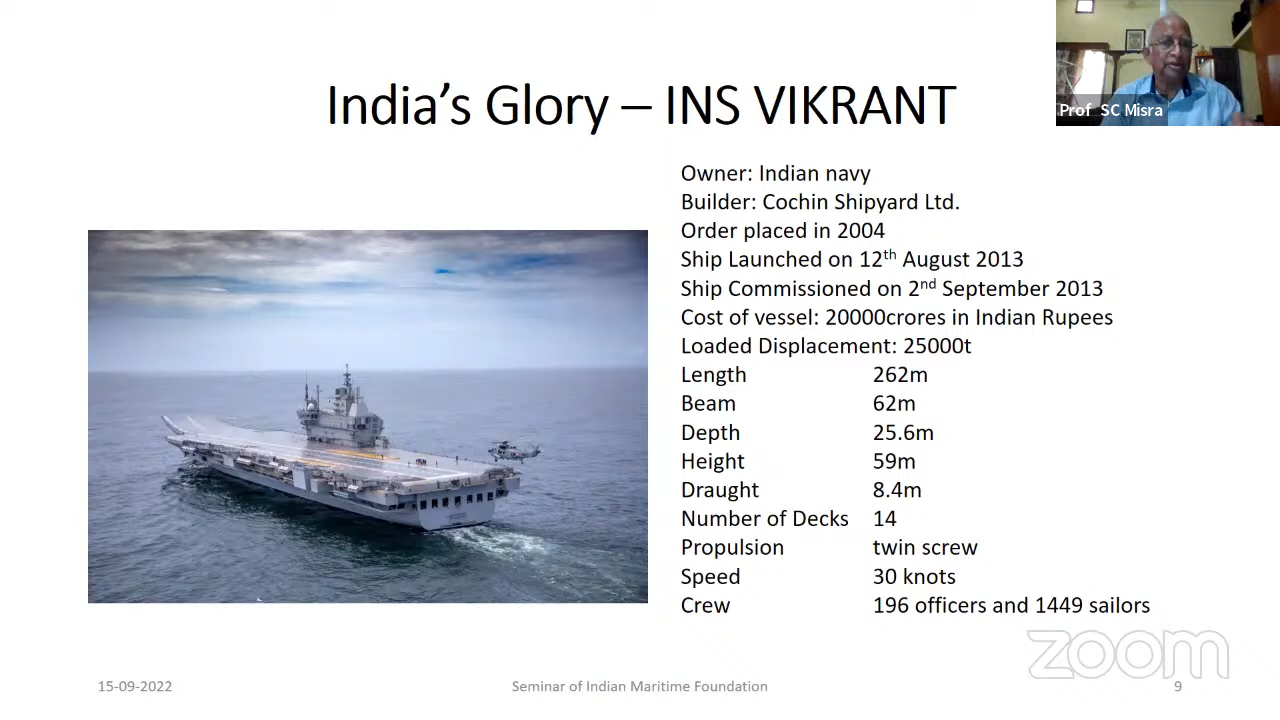 India's Glory – INS VIKRANT
Prof SC Misra
Owner: Indian navy
Builder: Cochin Shipyard Ltd.
Order placed in 2004
Ship Launched on 12th August 2013
Ship Commissioned on 2nd September 2013
Cost of vessel: 20000crores in Indian Rupees
Loaded Displacement: 25000t
Length 262m
Beam 62m
Depth 25.6m
Height 59m
Draught 8.4m
Number of Decks 14
Propulsion twin screw
Speed 30 knots
Crew 196 officers and 1449 sailors
zoom
15-09-2022 Seminar of Indian Maritime Foundation 9